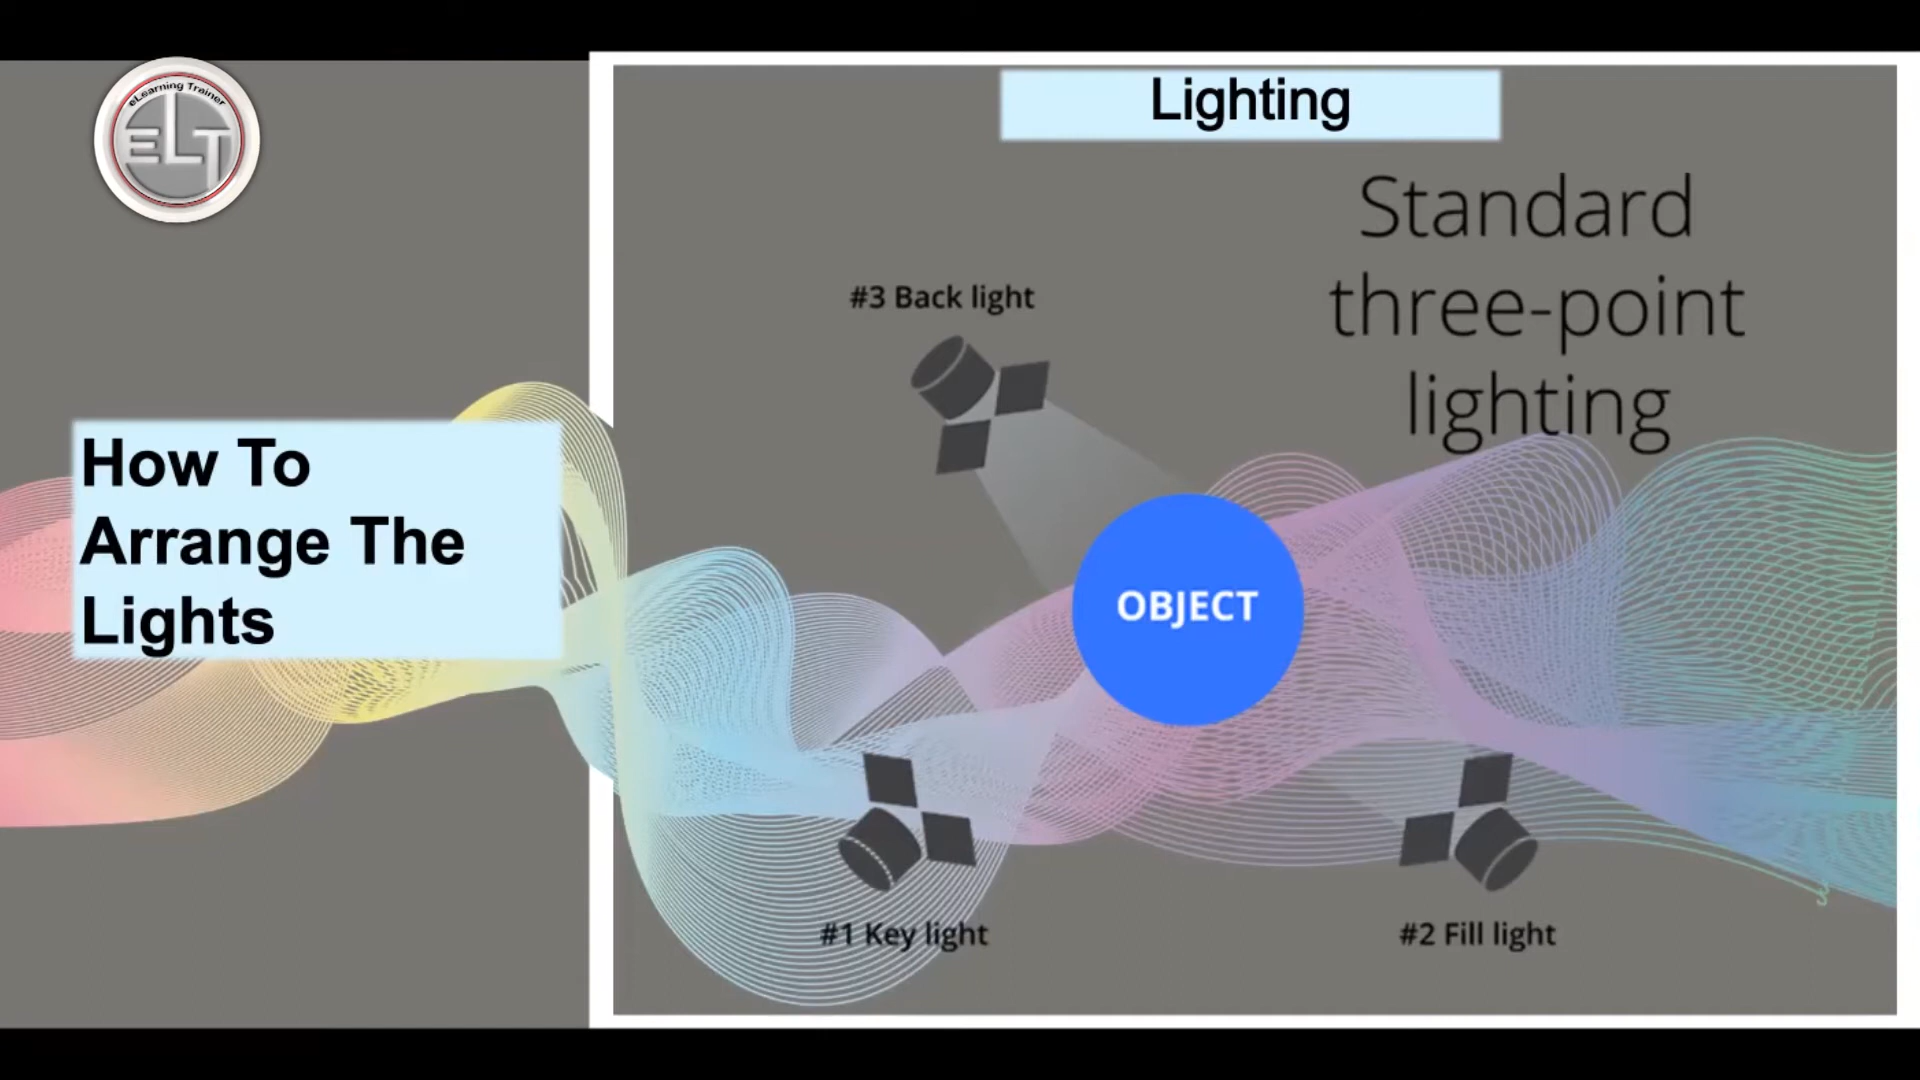 eLearning Trainer
ELT
Lighting
Standard
three-point
lighting
#3 Back light
How To
Arrange The
Lights
OBJECT
#1 Key light
#2 Fill light